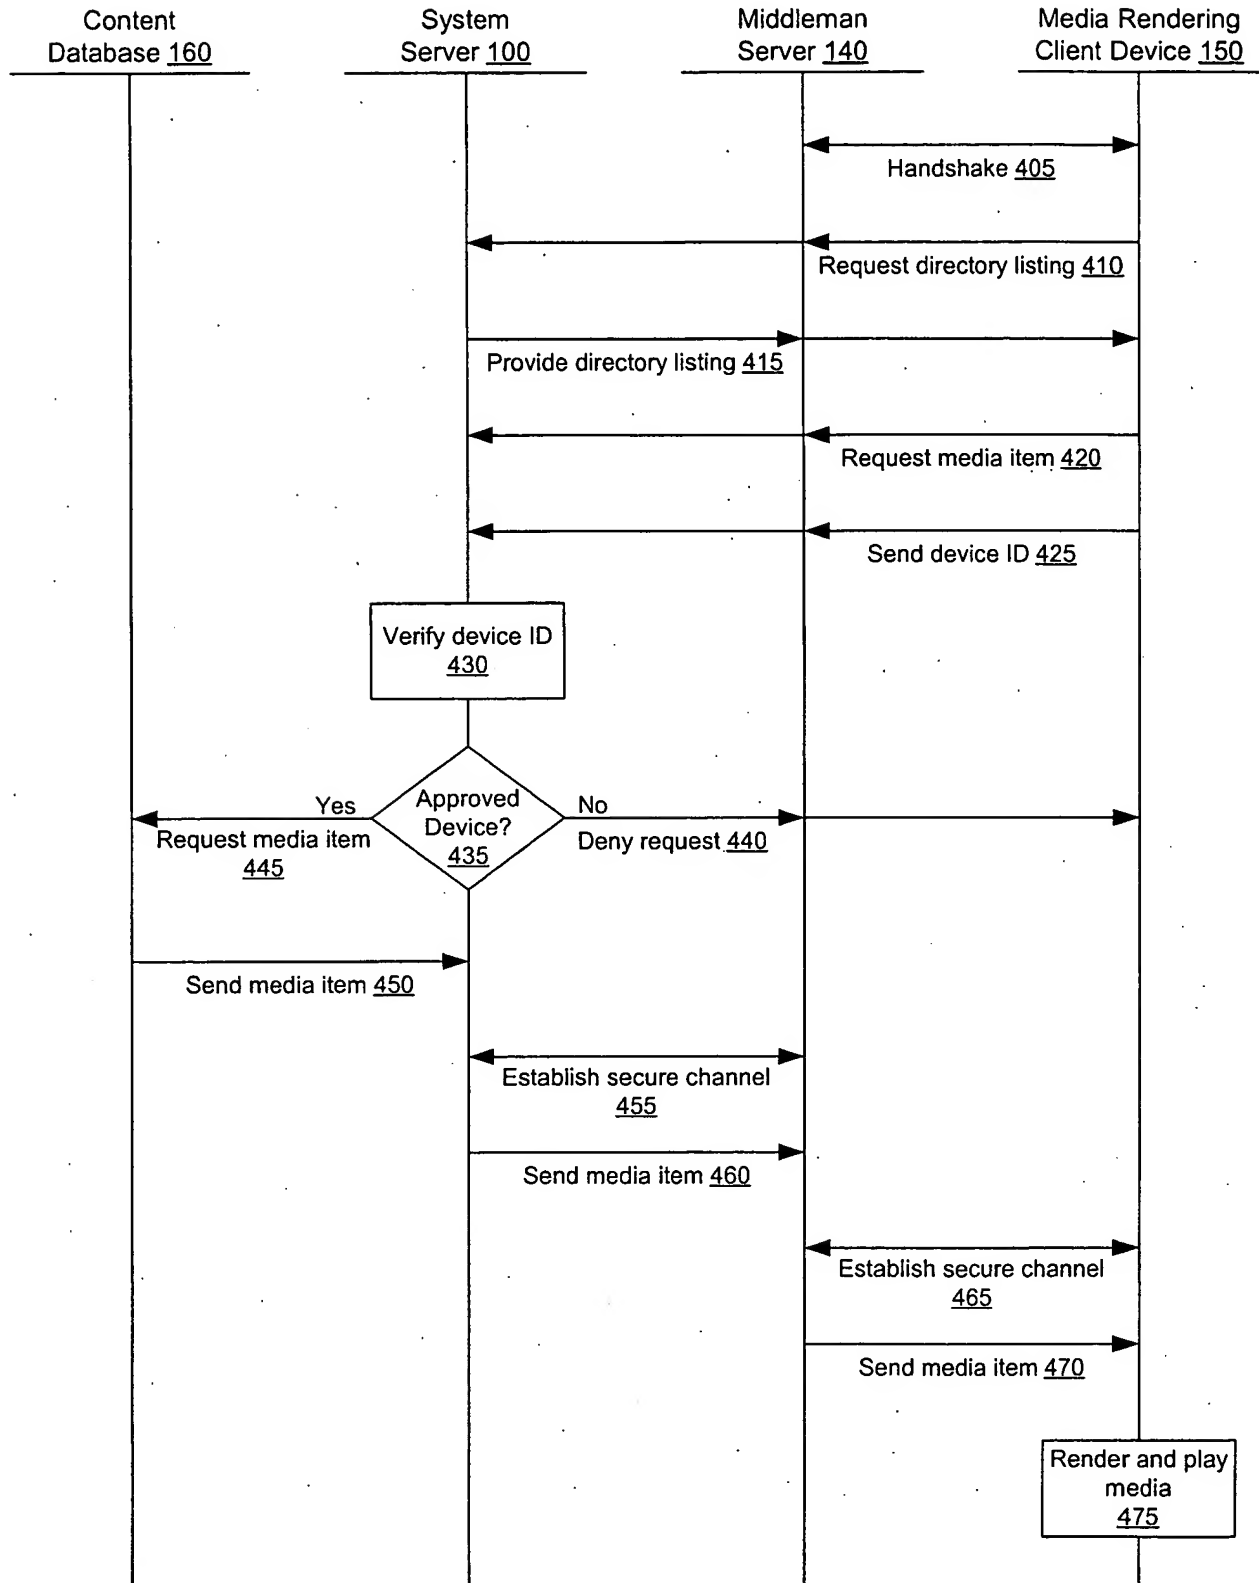 Content
Database 160
System
Server 100
Middleman
Server 140
Media Rendering
Client Device 150
Handshake 405
Request directory listing 410
Provide directory listing 415
Request media item 420
Send device ID 425
Verify device ID
430
Yes
Approved
Device?
435
No
Request media item
445
Deny request 440
Send media item 450
Establish secure channel
455
Send media item 460
Establish secure channel
465
Send media item 470
Render and play
media
475